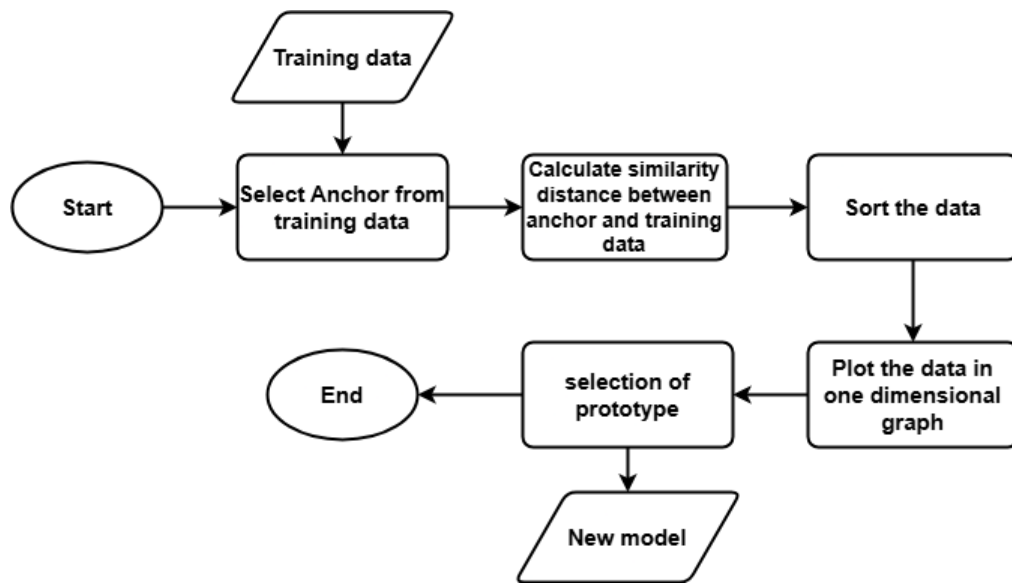 Training data
Start
Select Anchor from
training data
Calculate similarity
distance between
anchor and training
data
Sort the data
Plot the data in
one dimensional
graph
selection of
prototype
End
New model